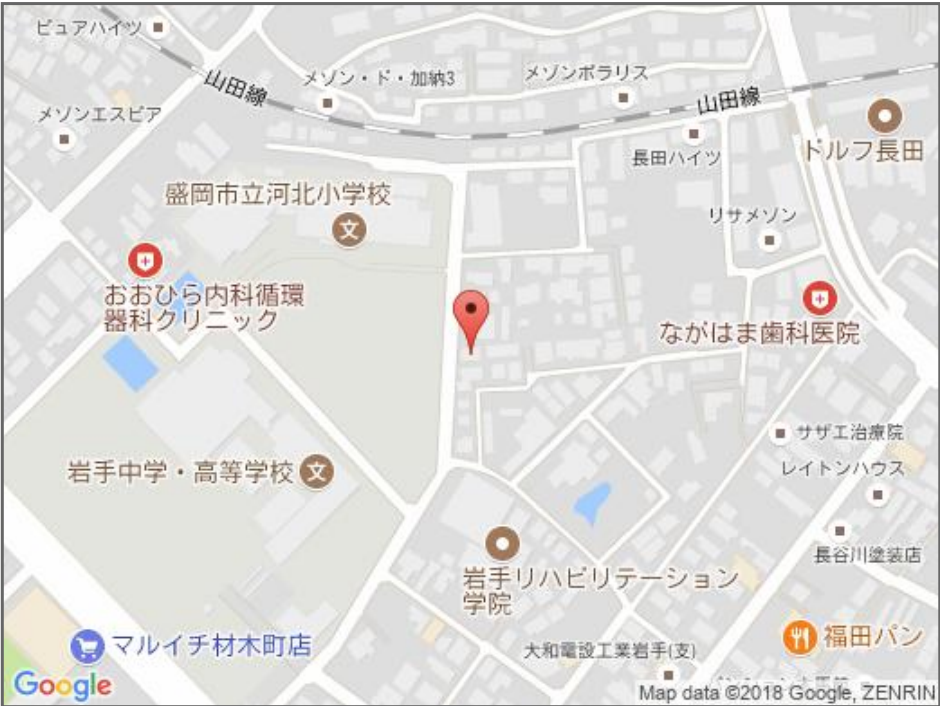 ピュアハイツ
山田線
メゾン・ド・加納3
メゾンポラリス
山田線
メゾンエスピア
長田ハイツ
ドルフ長田
盛岡市立河北小学校
文
リサメゾン
おおひら内科循環
器科クリニック
ながはま歯科医院
サザエ治療院
岩手中学・高等学校
文
レイトンハウス
長谷川塗装店
岩手リハビリテーション
学院
マルイチ材木町店
大和電設工業岩手(支)
福田パン
Google
Map data ©2018 Google, ZENRIN